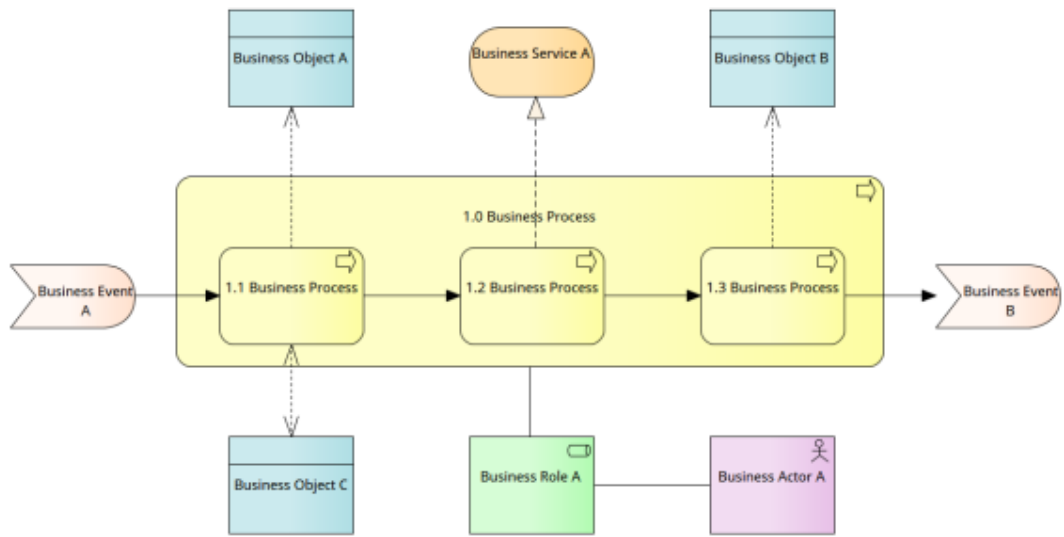 Business Object A
Business Service A
Business Object B
1.0 Business Process
Business Event
A
1.1 Business Process
1.2 Business Process
1.3 Business Process
Business Event
B
Business Object C
Business Role A
Business Actor A